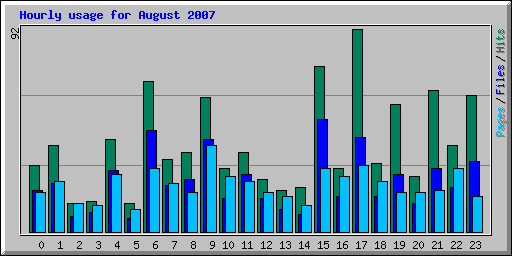 Hourly usage for August 2007
92
Pages / Files / Hits
0 1 2 3 4 5 6 7 8 9 10 11 12 13 14 15 16 17 18 19 20 21 22 23